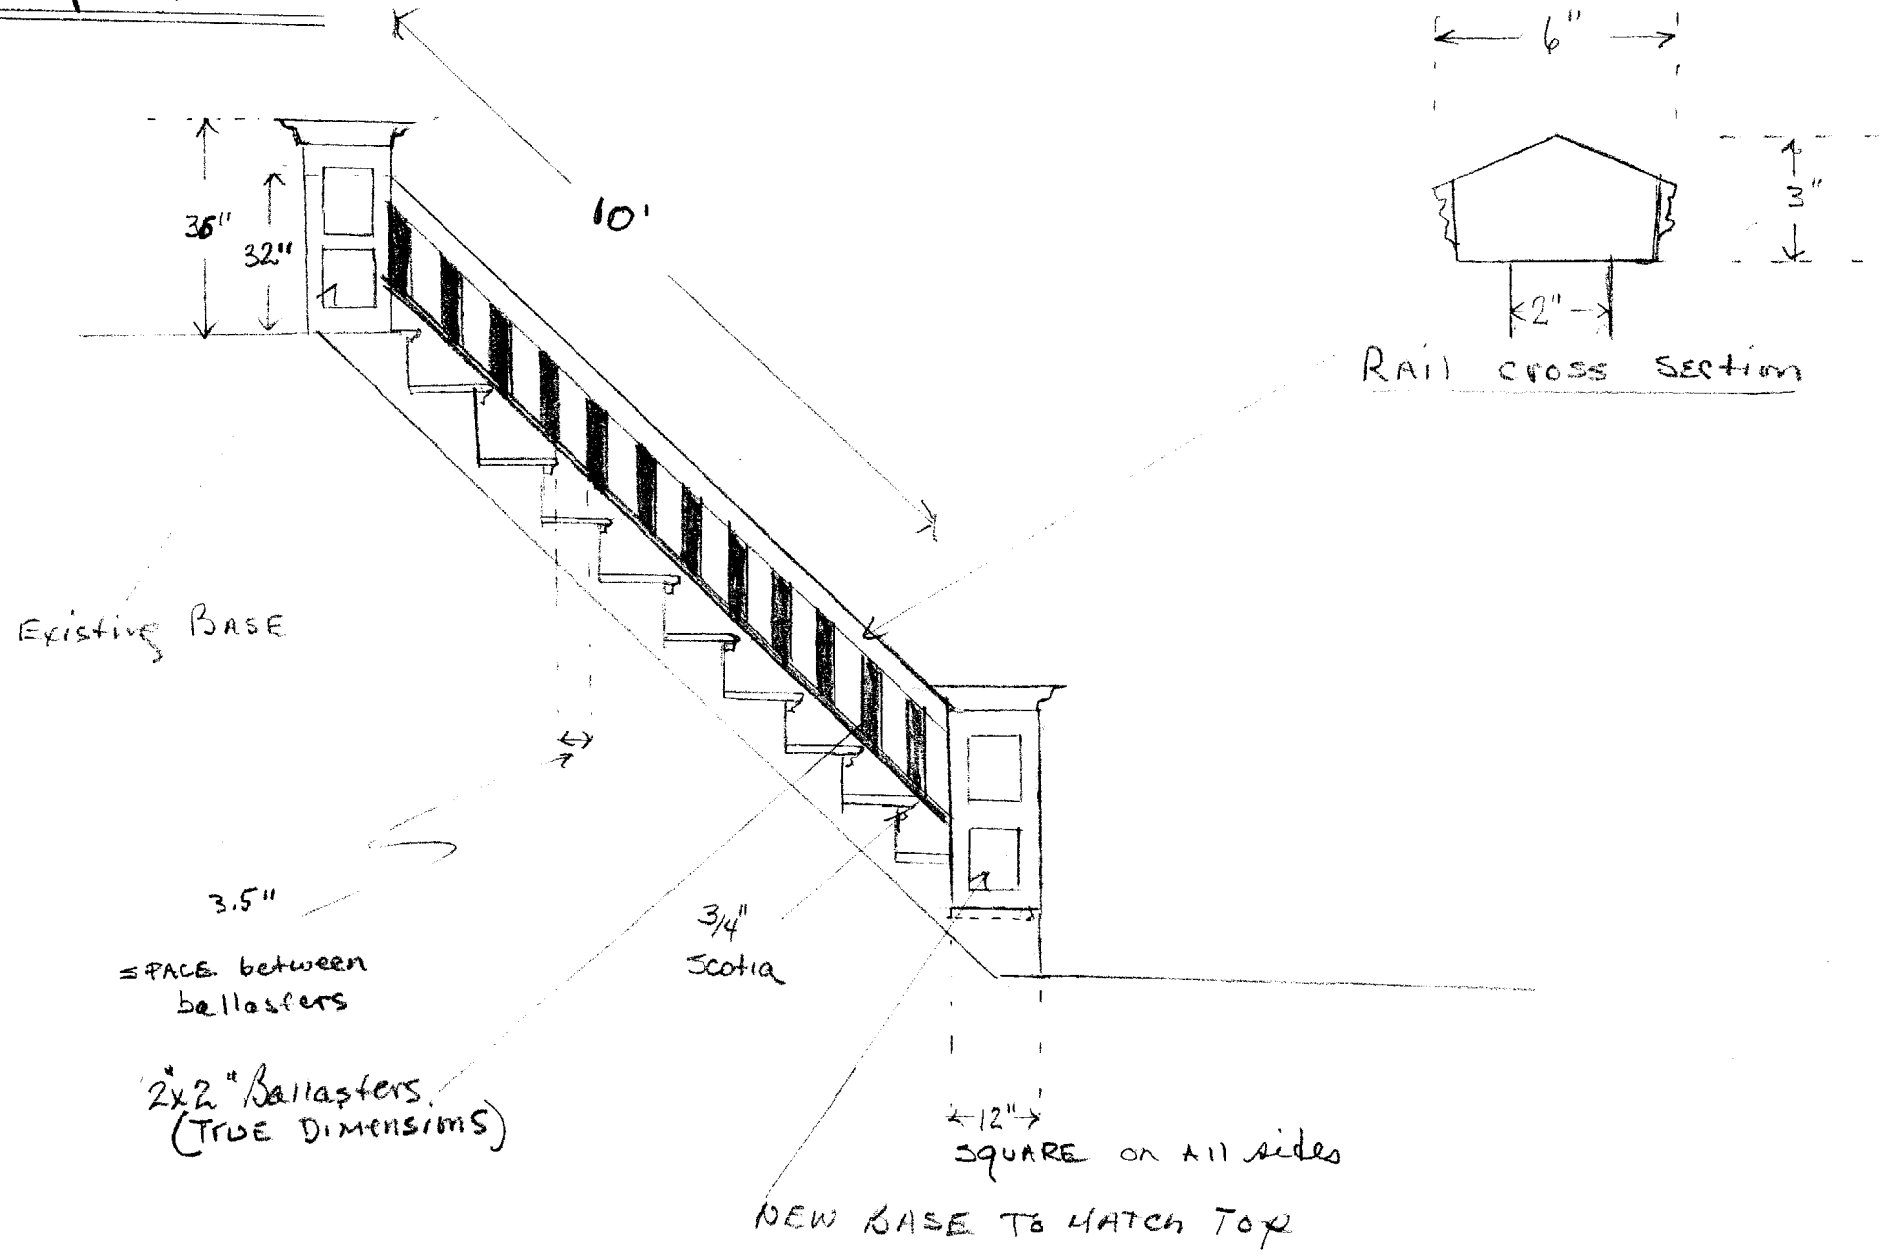 6"
36"
32"
10'
3"
2"
RAil cross SECtion
Existing BASE
3.5"
SPACE between
ballasters
3/4"
Scotia
2"x2" Ballasters.
(TRUE DIMENSIONS)
12"
SQUARE on All sides
NEW BASE To MATCH Top